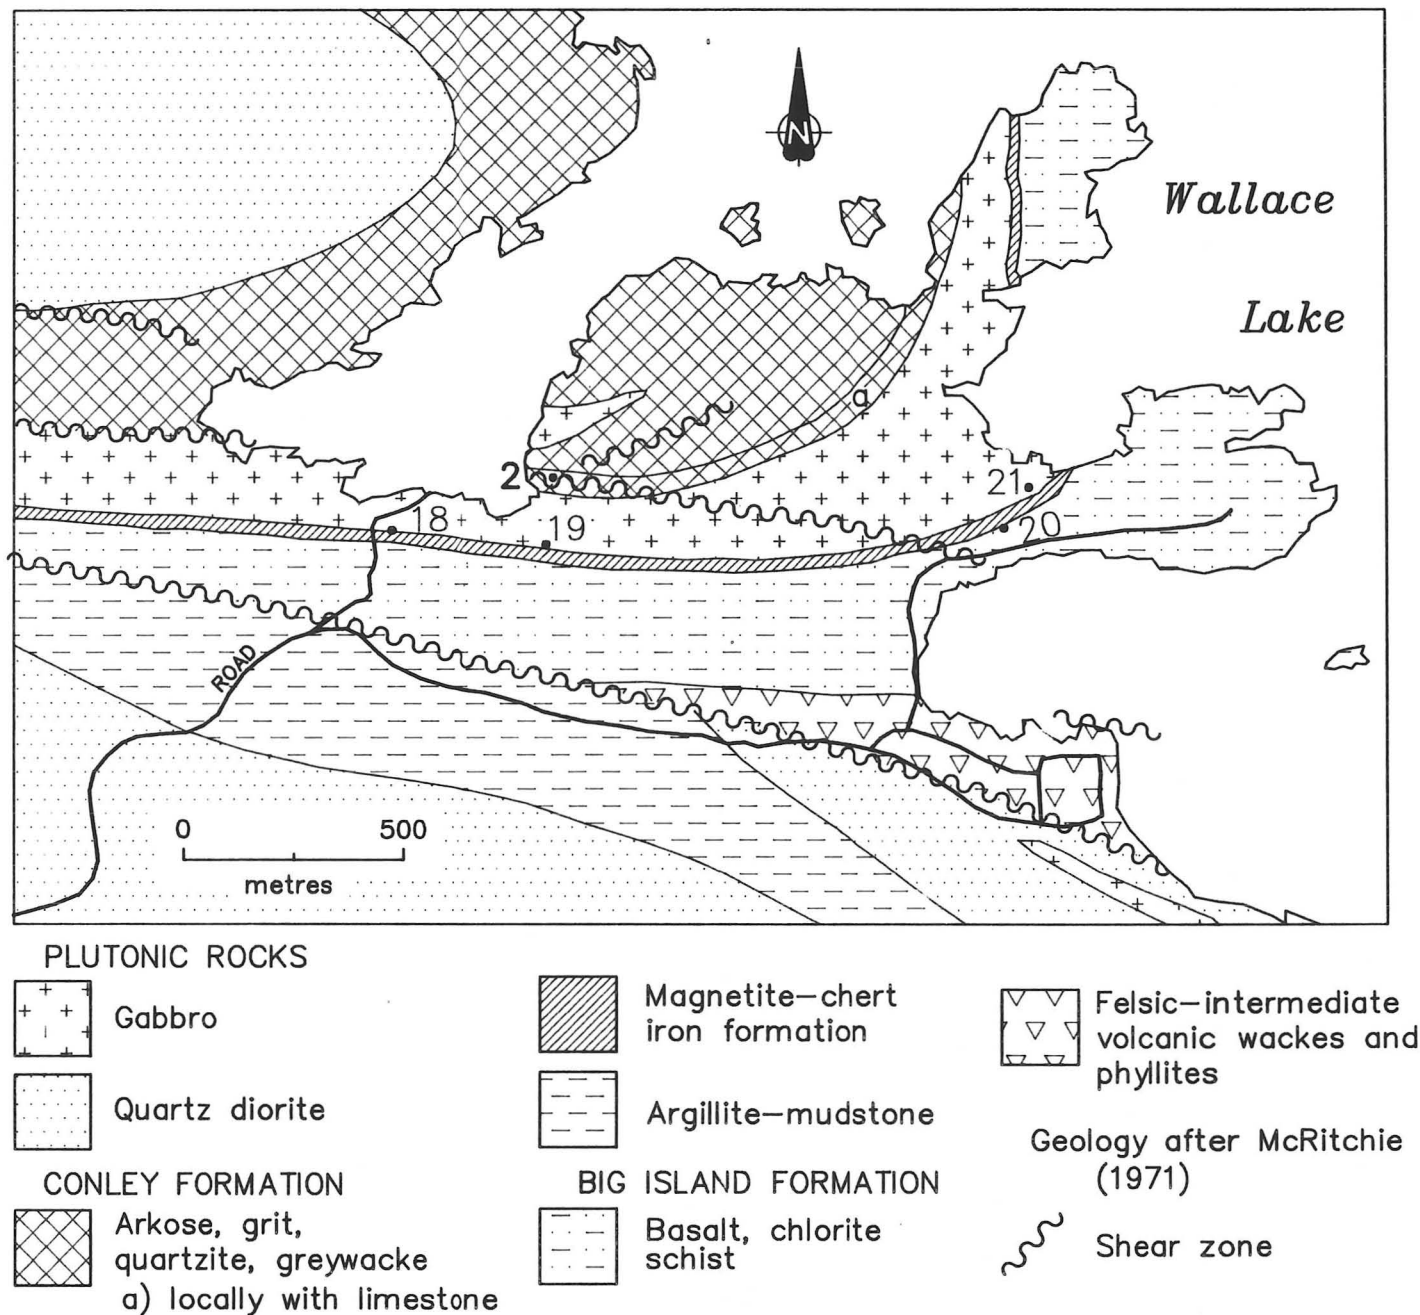 N
Wallace
Lake
a
2
21
18
19
20
ROAD
0 500
metres
PLUTONIC ROCKS
Gabbro
Quartz diorite
CONLEY FORMATION
Arkose, grit,
quartzite, greywacke
a) locally with limestone
Magnetite–chert
iron formation
Argillite–mudstone
BIG ISLAND FORMATION
Basalt, chlorite
schist
Felsic–intermediate
volcanic wackes and
phyllites
Geology after McRitchie
(1971)
Shear zone